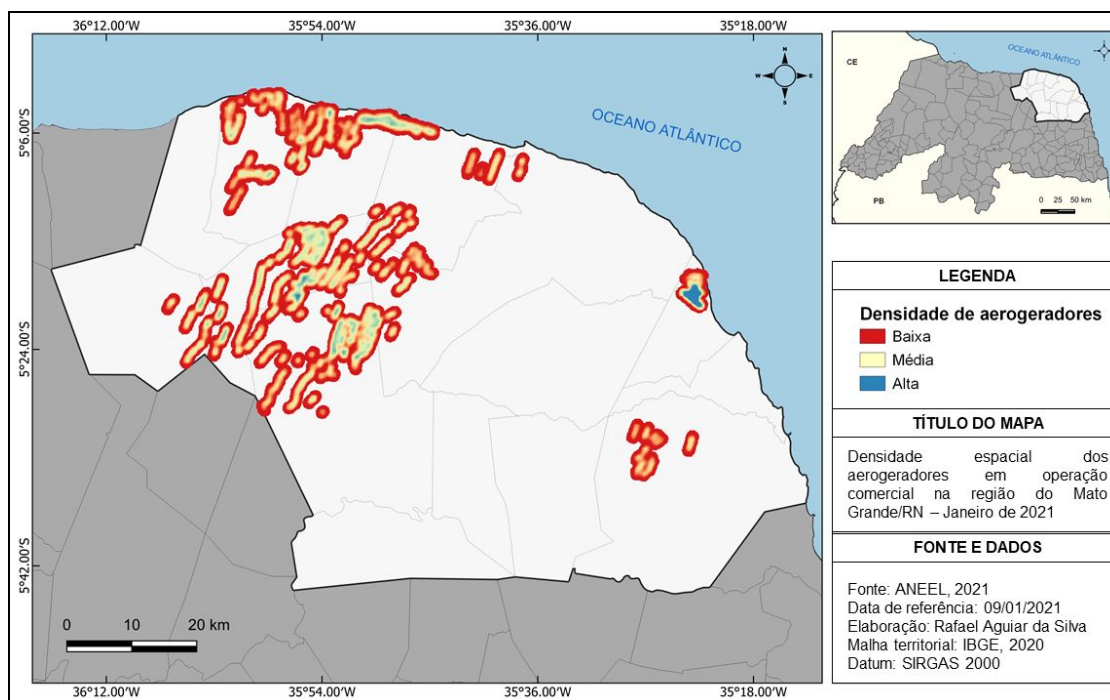 36°12.00'W 35°54.00'W 35°36.00'W 35°18.00'W
5°6.00'S
5°24.00'S
5°42.00'S
N
W E
S
OCEANO ATLÂNTICO
0 10 20 km
36°12.00'W 35°54.00'W 35°36.00'W 35°18.00'W
CE
OCEANO ATLÂNTICO
PB
0 25 50 km
LEGENDA
Densidade de aerogeradores
Baixa
Média
Alta
TÍTULO DO MAPA
Densidade espacial dos
aerogeradores em operação
comercial na região do Mato
Grande/RN – Janeiro de 2021
FONTE E DADOS
Fonte: ANEEL, 2021
Data de referência: 09/01/2021
Elaboração: Rafael Aguiar da Silva
Malha territorial: IBGE, 2020
Datum: SIRGAS 2000